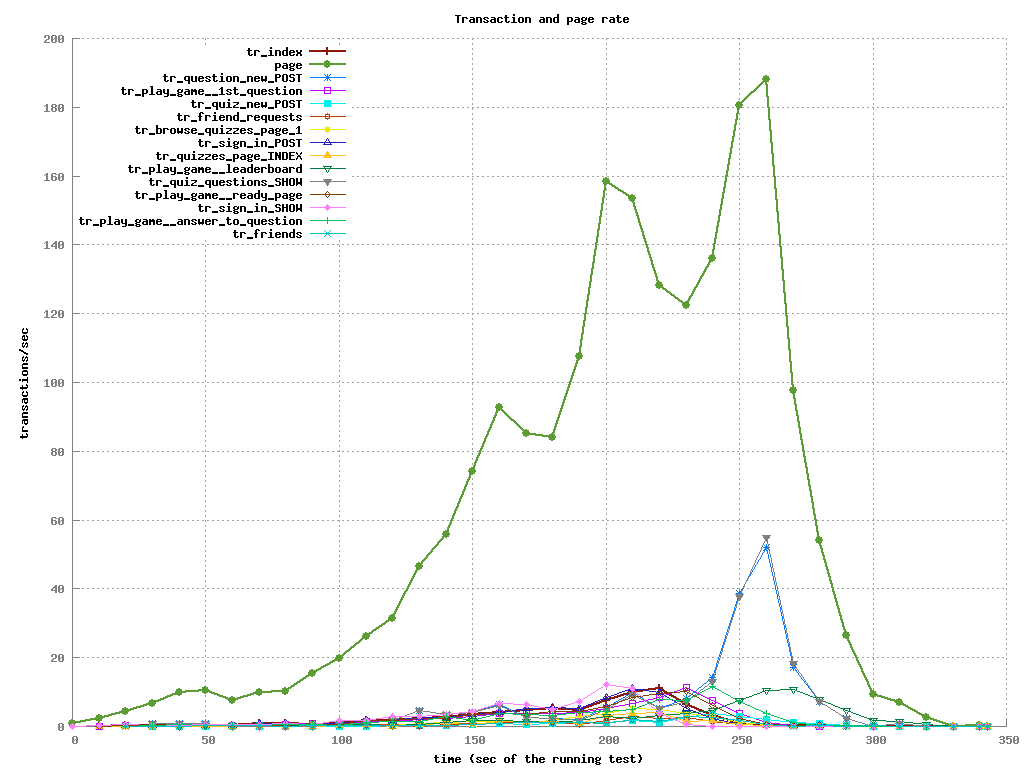 Transaction and page rate
200
180
160
140
120
100
80
60
40
20
0
transactions/sec
tr_index
page
tr_question_new_POST
tr_play_game__1st_question
tr_quiz_new_POST
tr_friend_requests
tr_browse_quizzes_page_1
tr_sign_in_POST
tr_quizzes_page_INDEX
tr_play_game__leaderboard
tr_quiz_questions_SHOW
tr_play_game__ready_page
tr_sign_in_SHOW
tr_play_game__answer_to_question
tr_friends
0 50 100 150 200 250 300 350
time (sec of the running test)